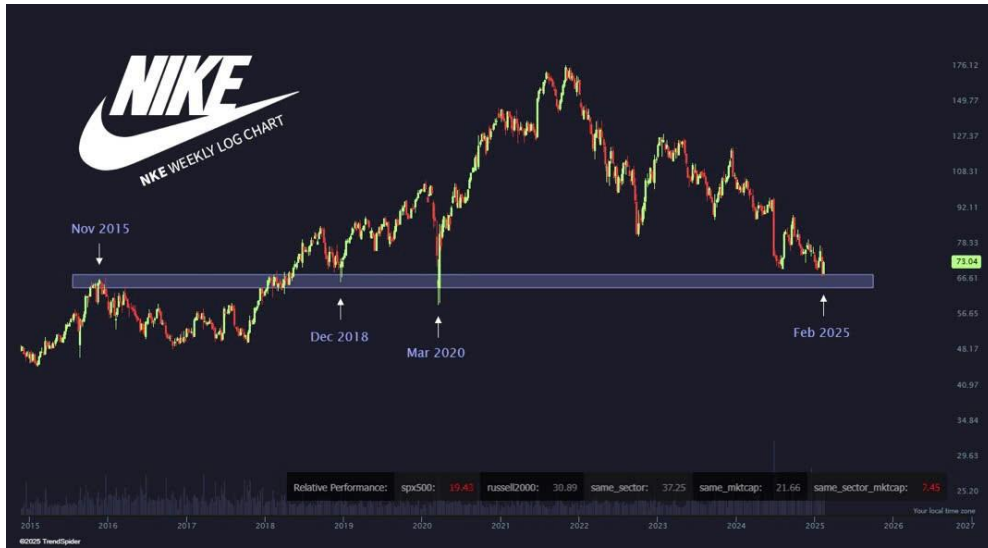 NIKE
NKE WEEKLY LOG CHART
176.12
149.77
127.37
108.31
92.11
78.33
73.04
66.61
56.65
48.17
40.97
34.84
29.63
25.20
Nov 2015
Dec 2018
Mar 2020
Feb 2025
Relative Performance: spx500: 19.43 russell2000: 30.89 same_sector: 37.25 same_mktcap: 21.66 same_sector_mktcap: 7.45
Your local time zone
2015 2016 2017 2018 2019 2020 2021 2022 2023 2024 2025 2026 2027
©2025 TrendSpider